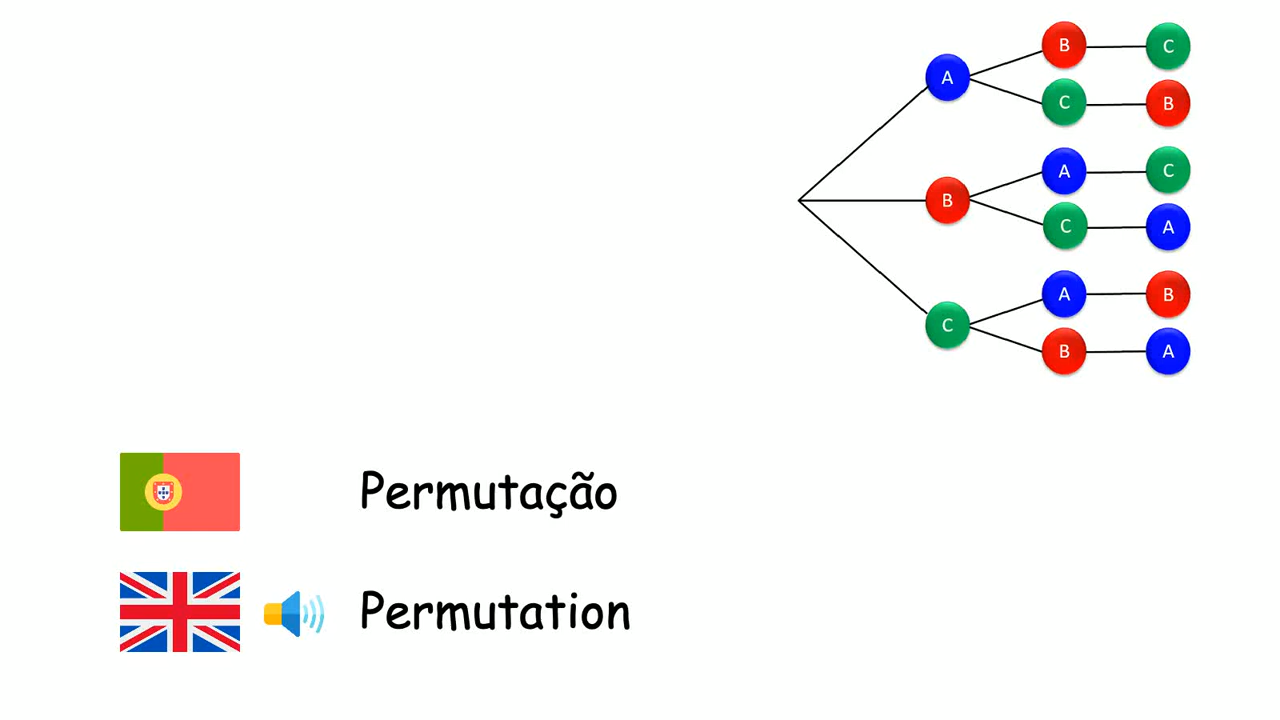 B C
A
C B
A C
B
C A
A B
C
B A
Permutação
Permutation